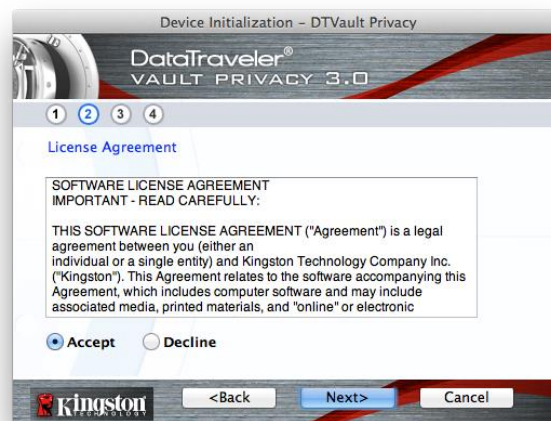 Device Initialization – DTVault Privacy
DataTraveler®
VAULT PRIVACY 3.0
1 2 3 4
License Agreement
SOFTWARE LICENSE AGREEMENT
IMPORTANT - READ CAREFULLY:
THIS SOFTWARE LICENSE AGREEMENT ("Agreement") is a legal
agreement between you (either an
individual or a single entity) and Kingston Technology Company Inc.
("Kingston"). This Agreement relates to the software accompanying this
Agreement, which includes computer software and may include
associated media, printed materials, and "online" or electronic
Accept Decline
Kingston
TECHNOLOGY
<Back Next> Cancel